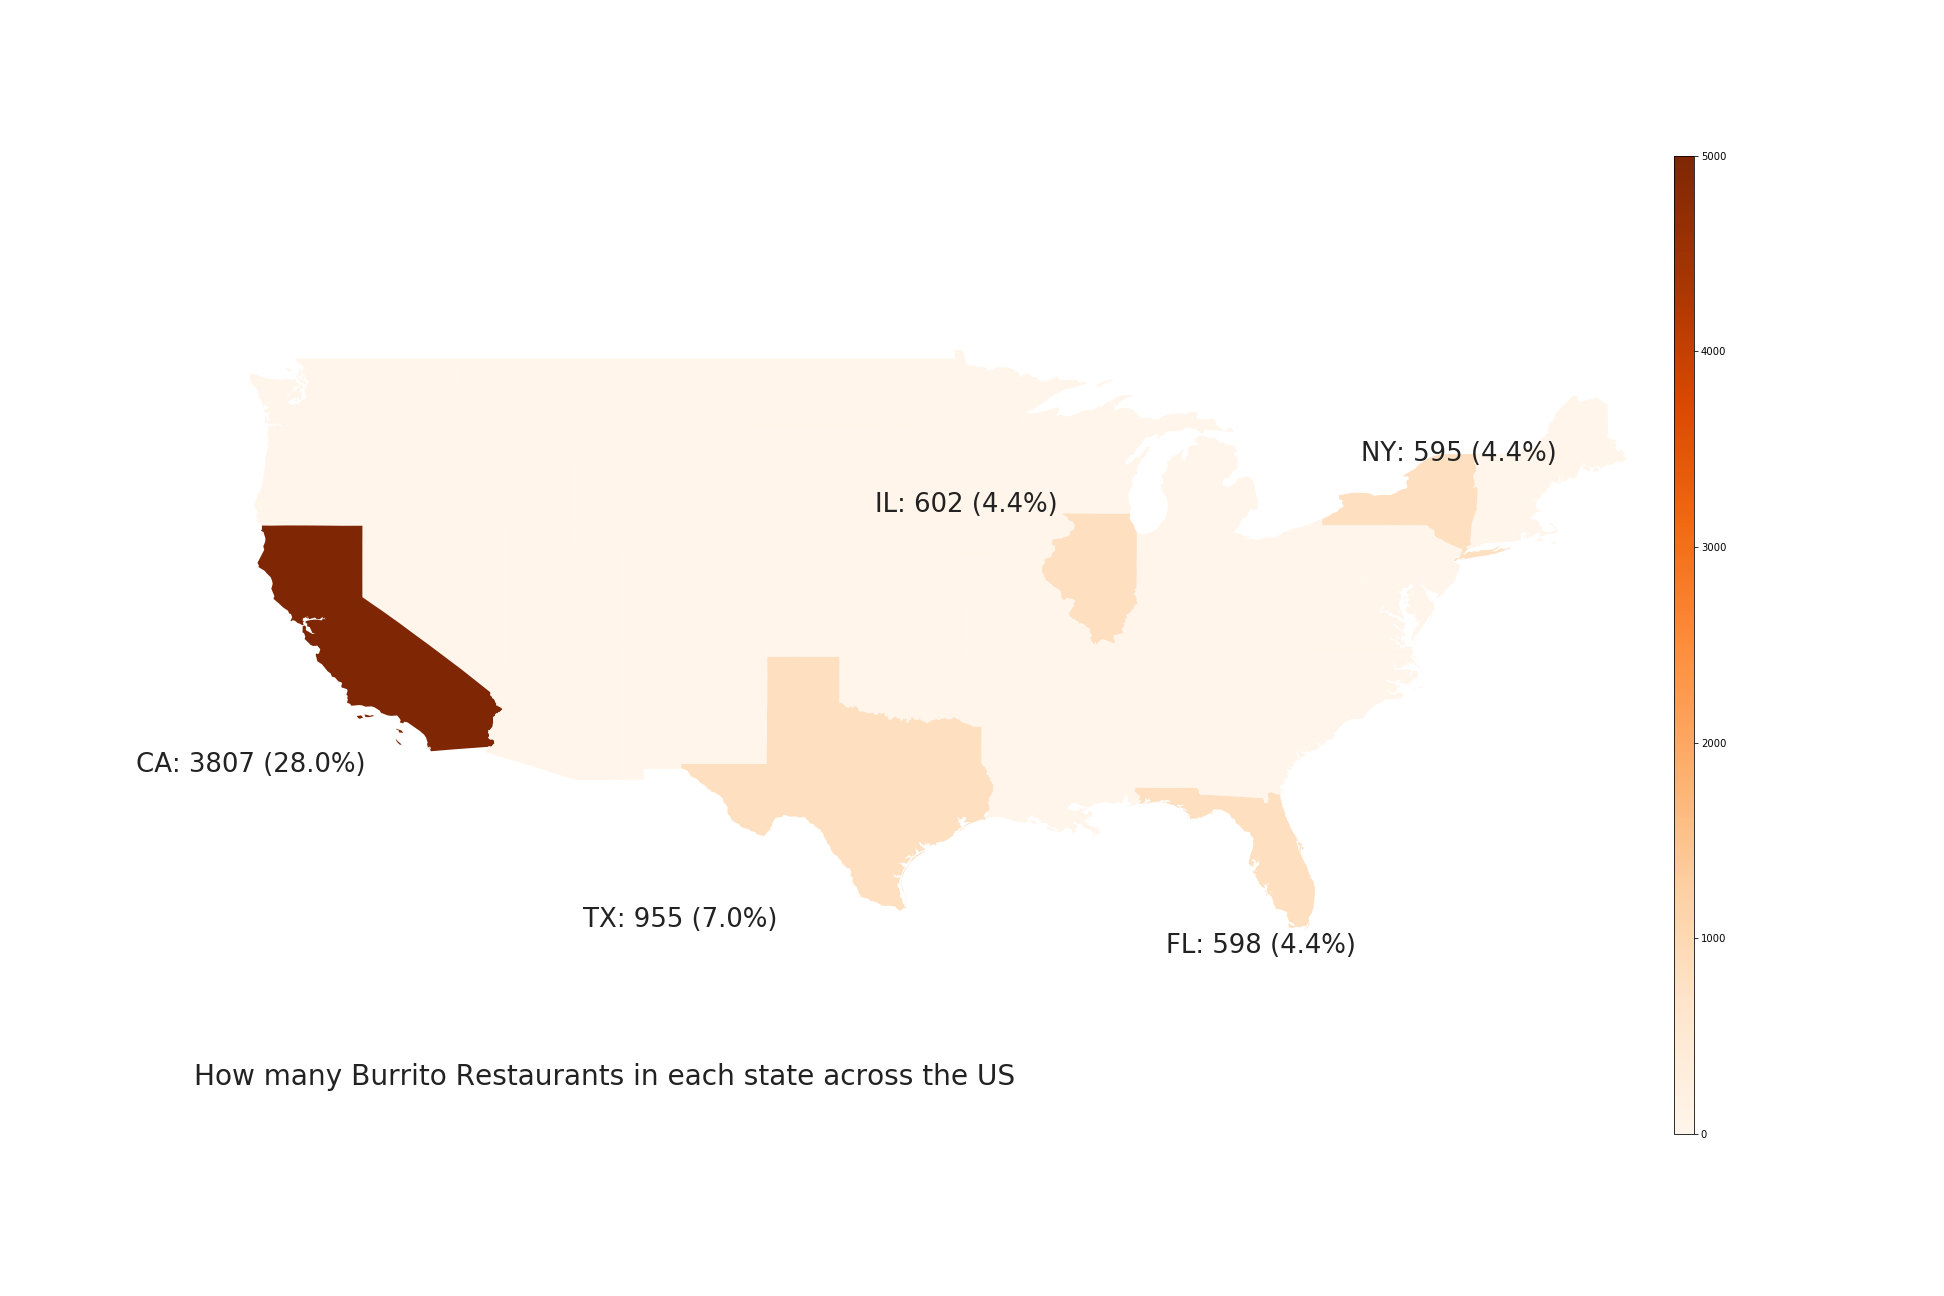 5000
4000
NY: 595 (4.4%)
IL: 602 (4.4%)
3000
2000
CA: 3807 (28.0%)
TX: 955 (7.0%)
1000
FL: 598 (4.4%)
How many Burrito Restaurants in each state across the US
0